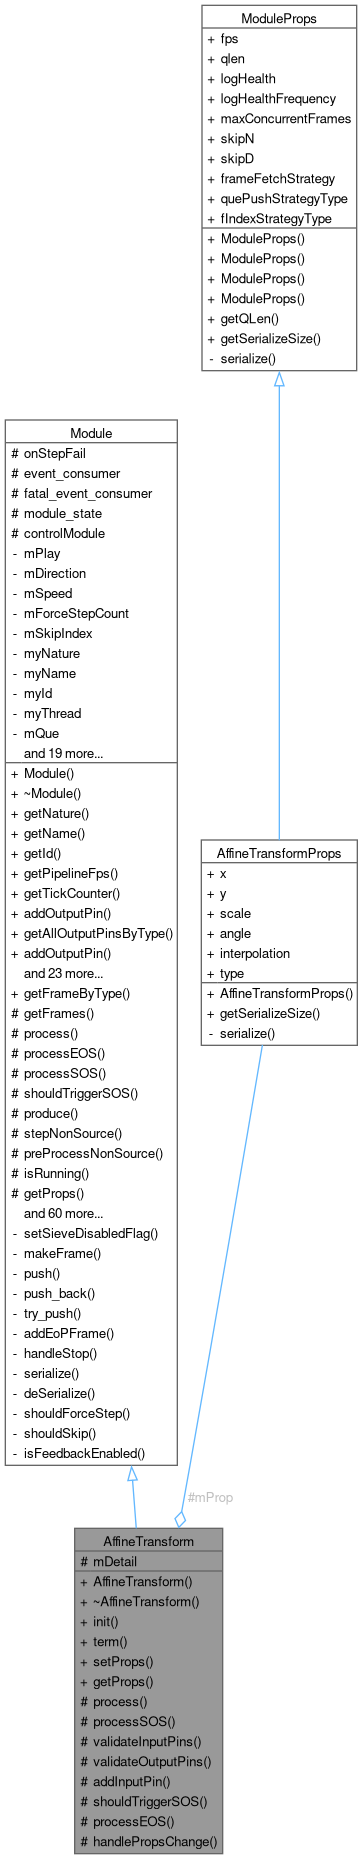 ModuleProps
+ fps
+ qlen
+ logHealth
+ logHealthFrequency
+ maxConcurrentFrames
+ skipN
+ skipD
+ frameFetchStrategy
+ quePushStrategyType
+ fIndexStrategyType
+ ModuleProps()
+ ModuleProps()
+ ModuleProps()
+ ModuleProps()
+ getQLen()
+ getSerializeSize()
- serialize()
Module
# onStepFail
# event_consumer
# fatal_event_consumer
# module_state
# controlModule
- mPlay
- mDirection
- mSpeed
- mForceStepCount
- mSkipIndex
- myNature
- myName
- myId
- myThread
- mQue
and 19 more...
+ Module()
+ ~Module()
+ getNature()
+ getName()
+ getId()
+ getPipelineFps()
+ getTickCounter()
+ addOutputPin()
+ getAllOutputPinsByType()
+ addOutputPin()
and 23 more...
+ getFrameByType()
# getFrames()
# process()
# processEOS()
# processSOS()
# shouldTriggerSOS()
# produce()
# stepNonSource()
# preProcessNonSource()
# isRunning()
# getProps()
and 60 more...
- setSieveDisabledFlag()
- makeFrame()
- push()
- push_back()
- try_push()
- addEoPFrame()
- handleStop()
- serialize()
- deSerialize()
- shouldForceStep()
- shouldSkip()
- isFeedbackEnabled()
AffineTransformProps
+ x
+ y
+ scale
+ angle
+ interpolation
+ type
+ AffineTransformProps()
+ getSerializeSize()
- serialize()
#mProp
AffineTransform
# mDetail
+ AffineTransform()
+ ~AffineTransform()
+ init()
+ term()
+ setProps()
+ getProps()
# process()
# processSOS()
# validateInputPins()
# validateOutputPins()
# addInputPin()
# shouldTriggerSOS()
# processEOS()
# handlePropsChange()